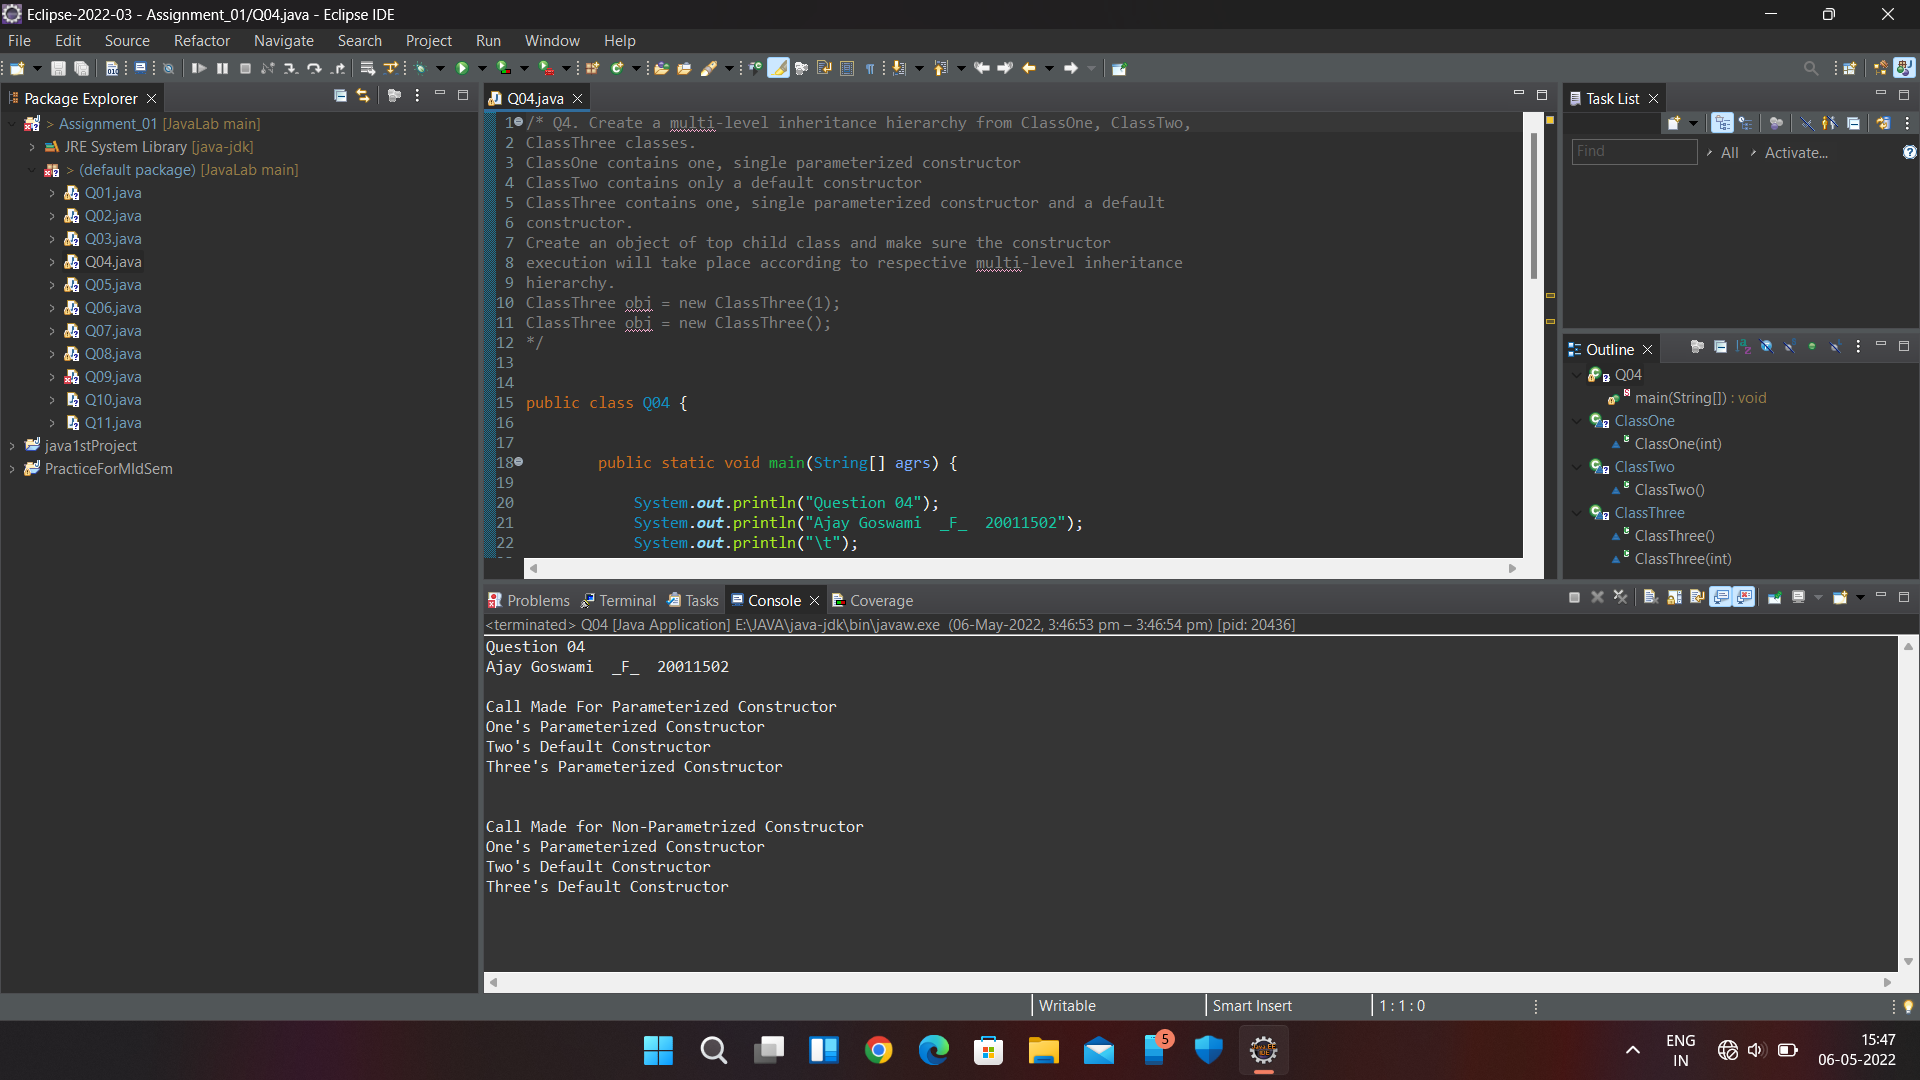 Eclipse-2022-03 - Assignment_01/Q04.java - Eclipse IDE
File Edit Source Refactor Navigate Search Project Run Window Help
Package Explorer
> Assignment_01 [JavaLab main]
JRE System Library [java-jdk]
> (default package) [JavaLab main]
Q01.java
Q02.java
Q03.java
Q04.java
Q05.java
Q06.java
Q07.java
Q08.java
Q09.java
Q10.java
Q11.java
java1stProject
PracticeForMIdSem
Q04.java
1 /* Q4. Create a multi-level inheritance hierarchy from ClassOne, ClassTwo,
2 ClassThree classes.
3 ClassOne contains one, single parameterized constructor
4 ClassTwo contains only a default constructor
5 ClassThree contains one, single parameterized constructor and a default
6 constructor.
7 Create an object of top child class and make sure the constructor
8 execution will take place according to respective multi-level inheritance
9 hierarchy.
10 ClassThree obj = new ClassThree(1);
11 ClassThree obj = new ClassThree();
12 */
13
14
15 public class Q04 {
16
17
18 public static void main(String[] agrs) {
19
20 System.out.println("Question 04");
21 System.out.println("Ajay Goswami  _F_  20011502");
22 System.out.println("\t");
Task List
Find
All
Activate...
Outline
Q04
main(String[]) : void
ClassOne
ClassOne(int)
ClassTwo
ClassTwo()
ClassThree
ClassThree()
ClassThree(int)
Problems Terminal Tasks Console Coverage
<terminated> Q04 [Java Application] E:\JAVA\java-jdk\bin\javaw.exe (06-May-2022, 3:46:53 pm – 3:46:54 pm) [pid: 20436]
Question 04
Ajay Goswami  _F_  20011502
Call Made For Parameterized Constructor
One's Parameterized Constructor
Two's Default Constructor
Three's Parameterized Constructor
Call Made for Non-Parametrized Constructor
One's Parameterized Constructor
Two's Default Constructor
Three's Default Constructor
Writable
Smart Insert
1 : 1 : 0
5
ENG
IN
15:47
06-05-2022